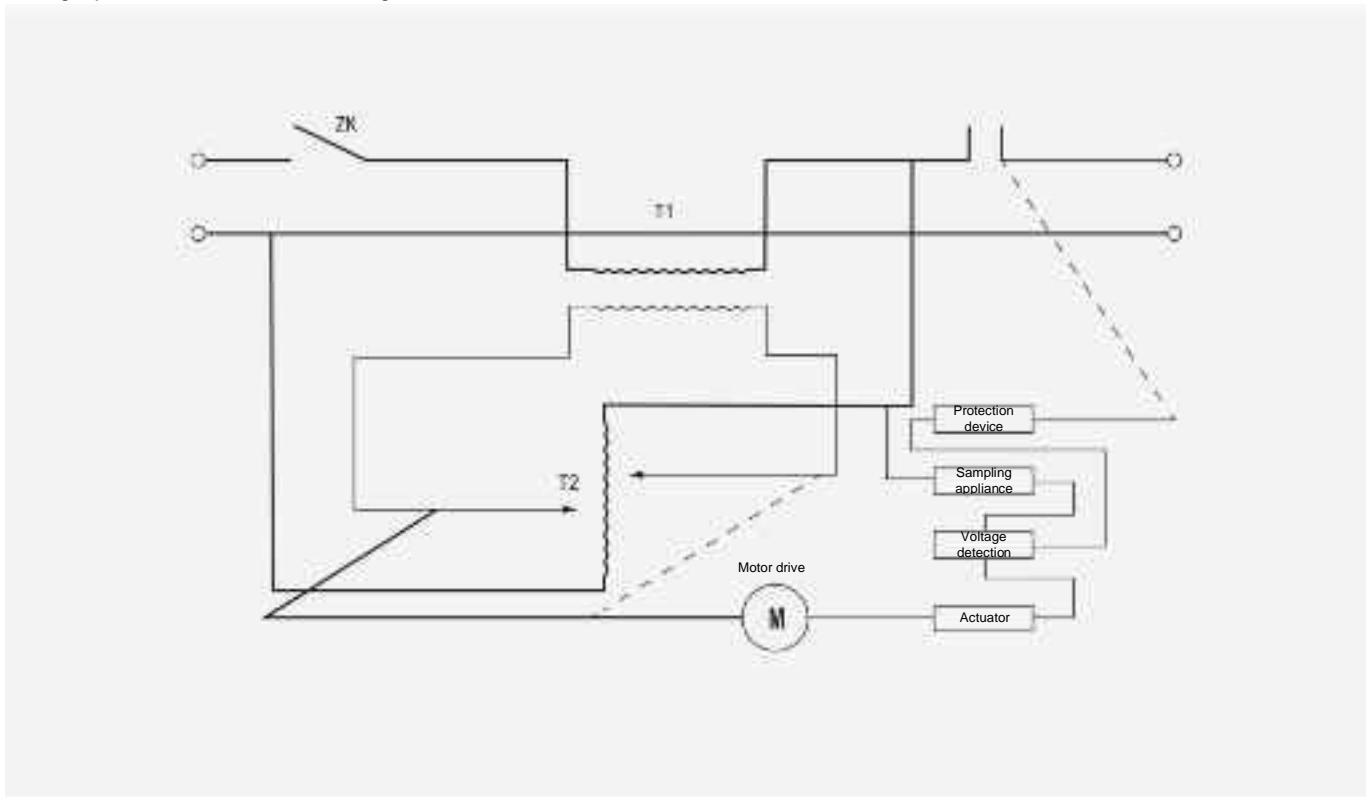 ZK
T1
Protection
device
Sampling
appliance
T2
Voltage
detection
Motor drive
M
Actuator